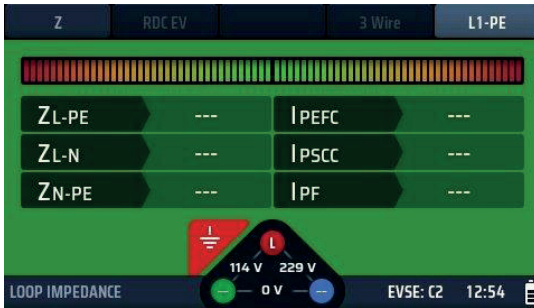 Z RDC EV 3 Wire L1-PE
ZL-PE --- IPEFC ---
ZL-N --- IPSCC ---
ZN-PE --- IPF ---
L
114 V 229 V
-- 0 V --
LOOP IMPEDANCE EVSE: C2 12:54